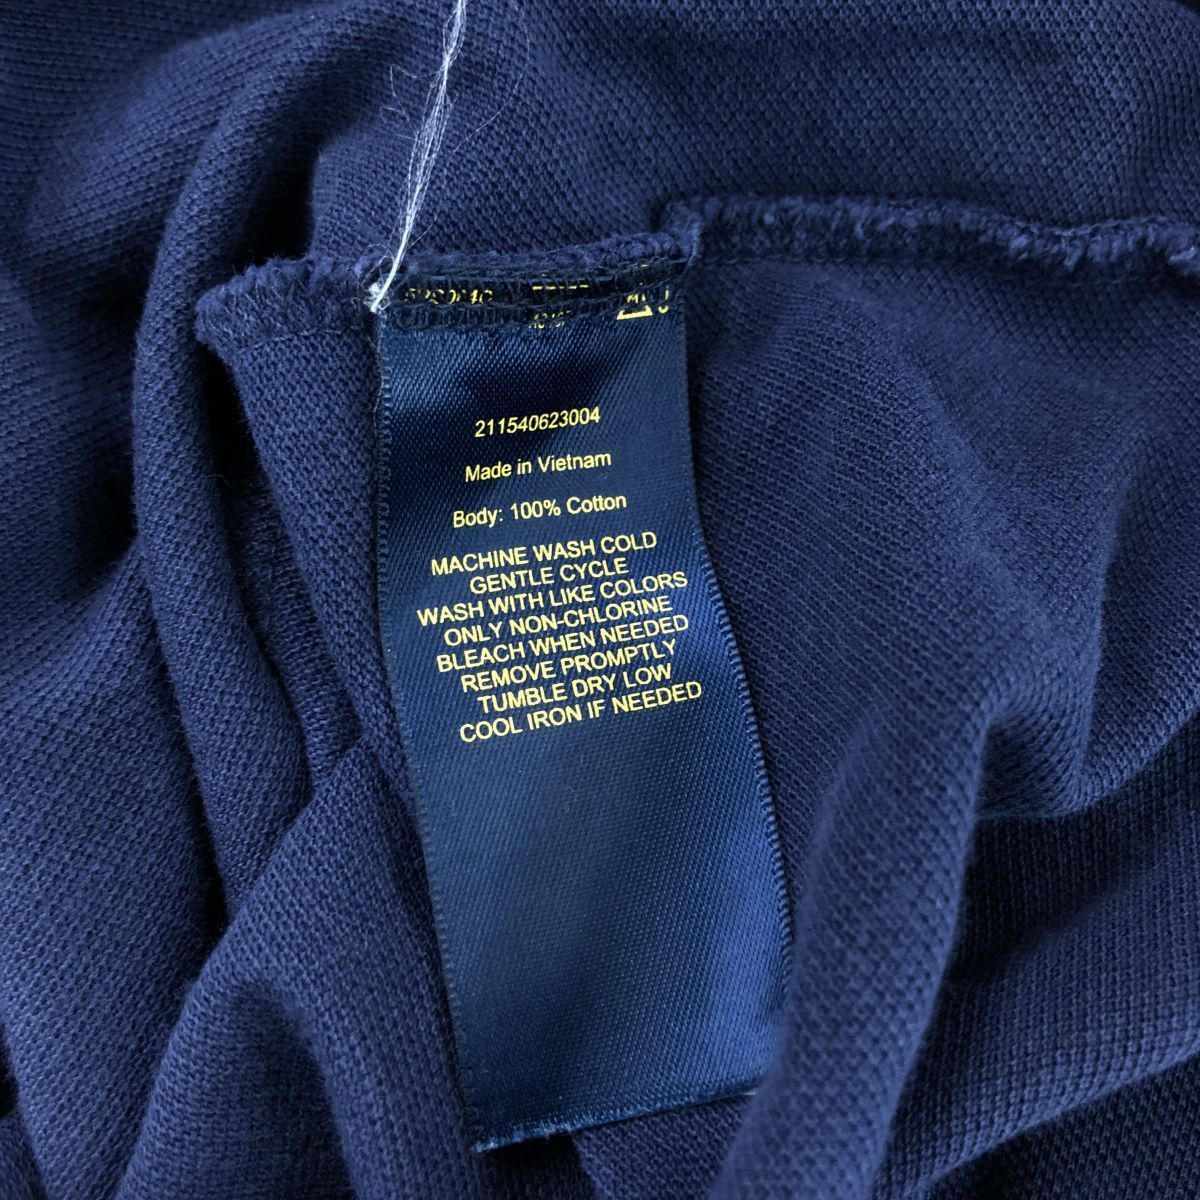 211540623004
Made in Vietnam
Body: 100% Cotton
MACHINE WASH COLD
GENTLE CYCLE
WASH WITH LIKE COLORS
ONLY NON-CHLORINE
BLEACH WHEN NEEDED
REMOVE PROMPTLY
TUMBLE DRY LOW
COOL IRON IF NEEDED